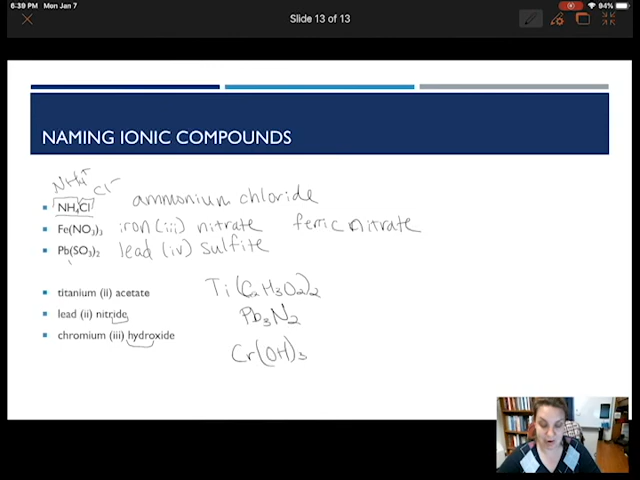 6:39 PM Mon Jan 7
94%
Slide 13 of 13
NAMING IONIC COMPOUNDS
NH₄⁺ Cl⁻
NH₄Cl ammonium chloride
Fe(NO₃)₃ iron (iii) nitrate ferric nitrate
Pb(SO₃)₂ lead (iv) sulfite
titanium (ii) acetate Ti(C₂H₃O₂)₂
lead (ii) nitride Pb₃N₂
chromium (iii) hydroxide Cr(OH)₃